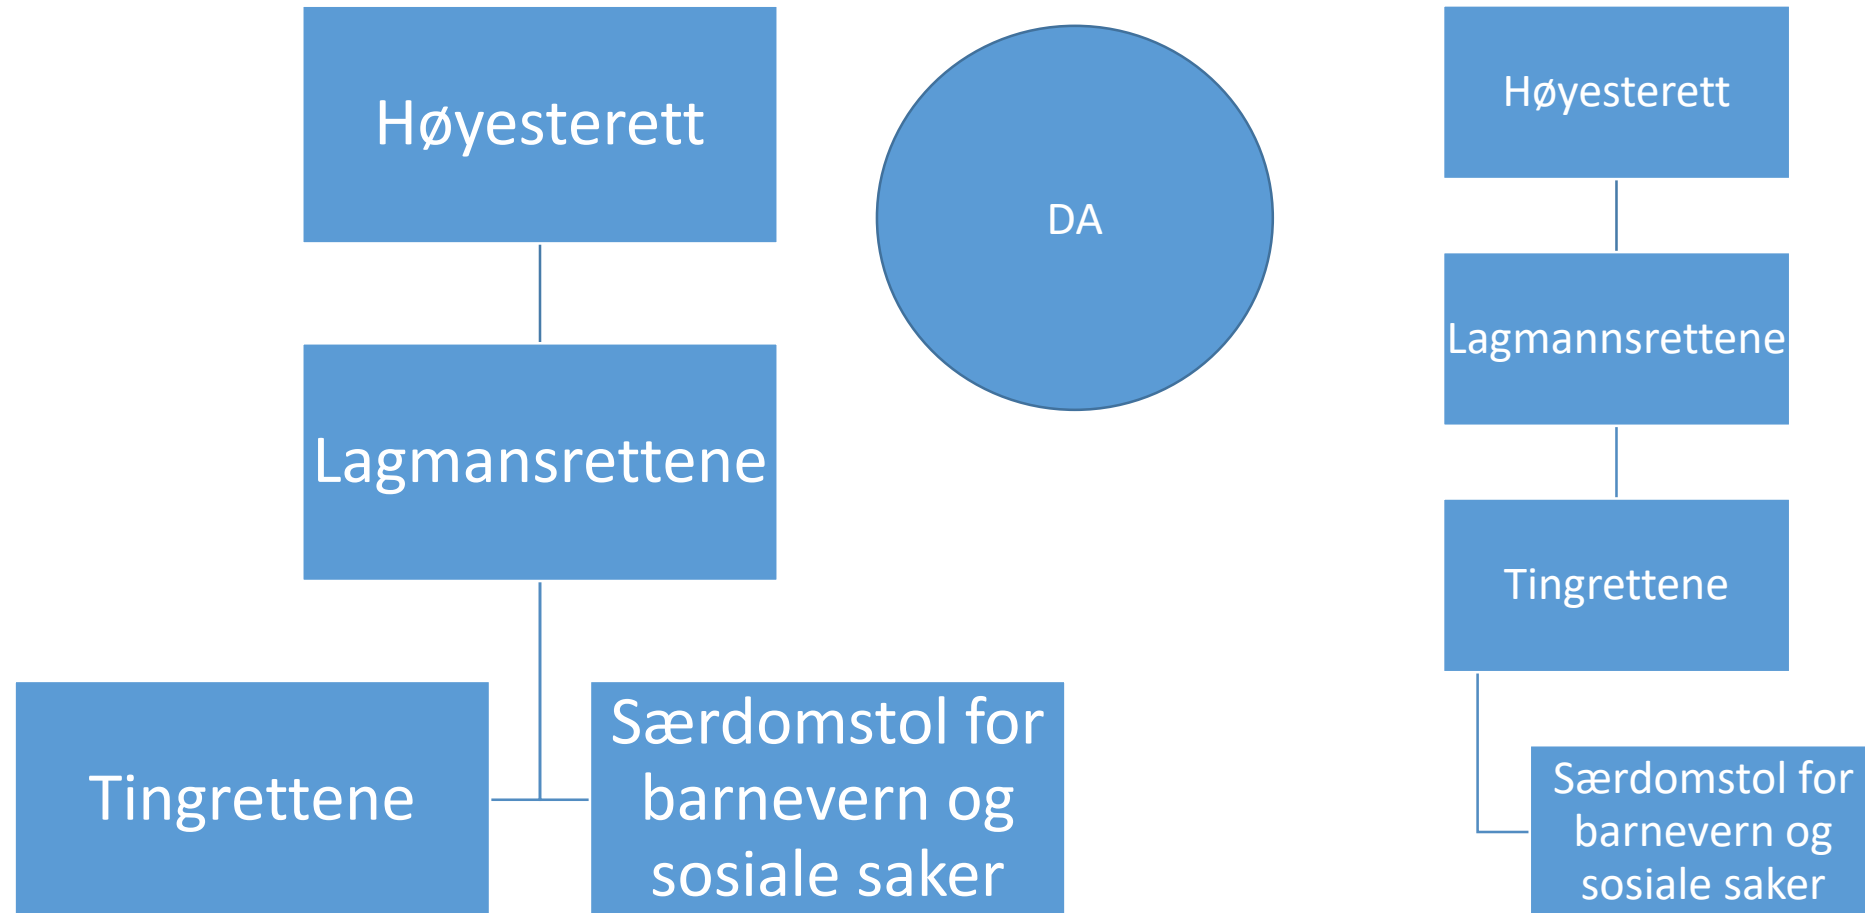 Høyesterett
Lagmansrettene
Tingrettene
Særdomstol for
barnevern og
sosiale saker
DA
Høyesterett
Lagmannsrettene
Tingrettene
Særdomstol for
barnevern og
sosiale saker